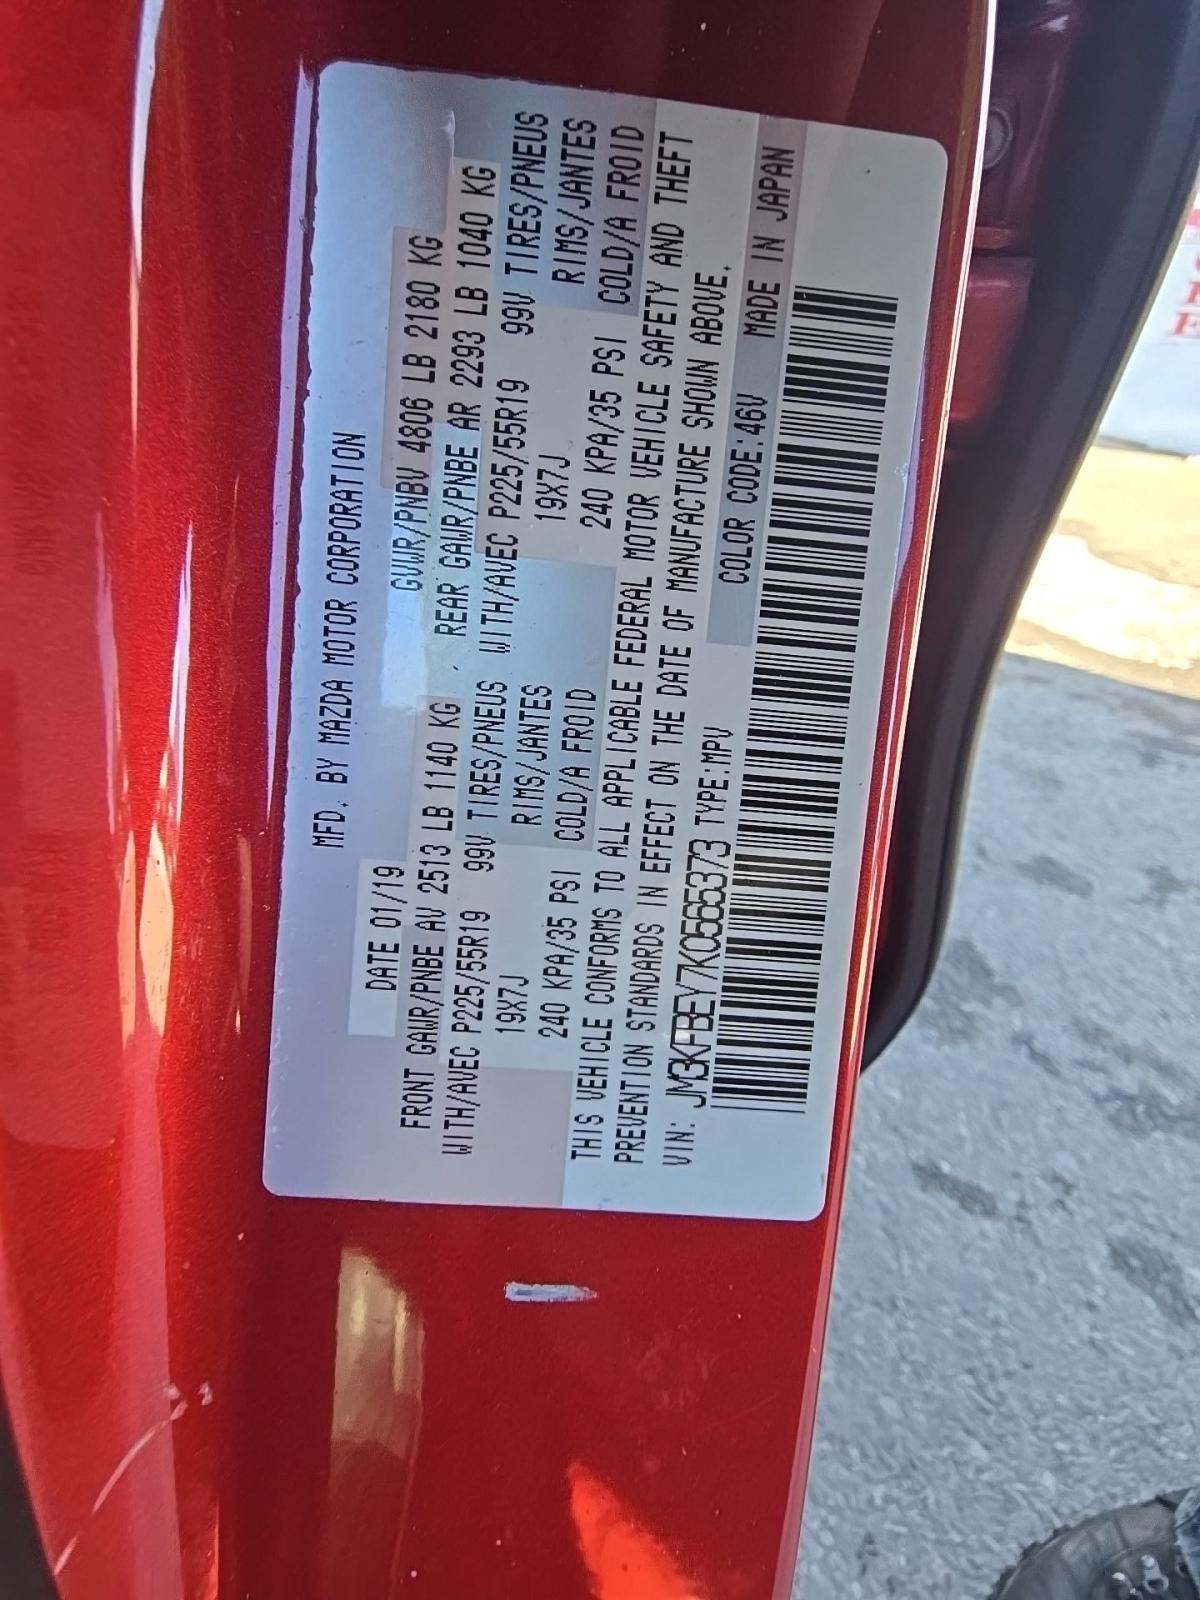 MFD. BY MAZDA MOTOR CORPORATION
DATE 01/19 GVWR/PNBV 4806 LB 2180 KG
FRONT GAWR/PNBE AV 2513 LB 1140 KG, REAR GAWR/PNBE AR 2293 LB 1040 KG
WITH/AVEC P225/55R19 99V TIRES/PNEUS WITH/AVEC P225/55R19 99V TIRES/PNEUS
19X7J RIMS/JANTES 19X7J RIMS/JANTES
240 KPA/35 PSI COLD/A FROID 240 KPA/35 PSI COLD/A FROID
THIS VEHICLE CONFORMS TO ALL APPLICABLE FEDERAL MOTOR VEHICLE SAFETY AND THEFT
PREVENTION STANDARDS IN EFFECT ON THE DATE OF MANUFACTURE SHOWN ABOVE.
VIN: JM3KFBEY7K0565373 TYPE:MPV COLOR CODE:46V MADE IN JAPAN